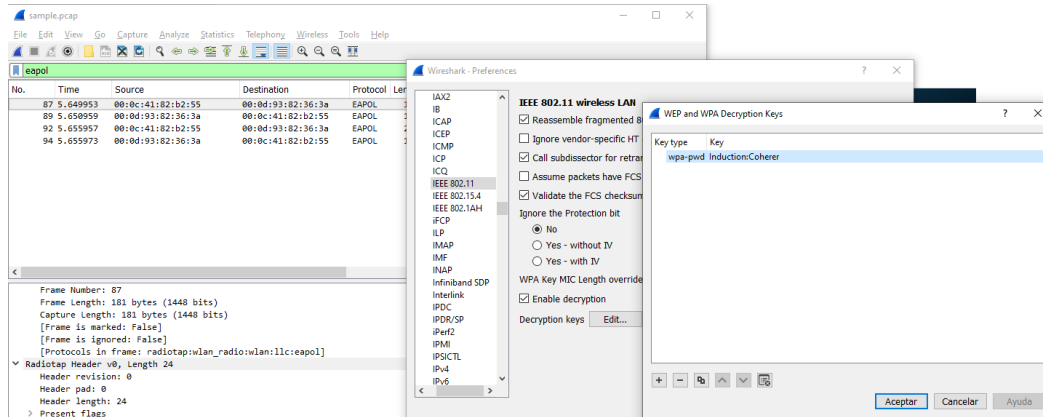 sample.pcap
File Edit View Go Capture Analyze Statistics Telephony Wireless Tools Help
eapol
No. Time Source Destination Protocol Ler
87 5.649953 00:0c:41:82:b2:55 00:0d:93:82:36:3a EAPOL 1
89 5.650959 00:0d:93:82:36:3a 00:0c:41:82:b2:55 EAPOL 1
92 5.655957 00:0c:41:82:b2:55 00:0d:93:82:36:3a EAPOL 2
94 5.655973 00:0d:93:82:36:3a 00:0c:41:82:b2:55 EAPOL 1
Frame Number: 87
Frame Length: 181 bytes (1448 bits)
Capture Length: 181 bytes (1448 bits)
[Frame is marked: False]
[Frame is ignored: False]
[Protocols in frame: radiotap:wlan_radio:wlan:llc:eapol]
Radiotap Header v0, Length 24
Header revision: 0
Header pad: 0
Header length: 24
Present flags
Wireshark - Preferences
IAX2
IB
ICAP
ICEP
ICMP
ICP
ICQ
IEEE 802.11
IEEE 802.15.4
IEEE 802.1AH
iFCP
ILP
IMAP
IMF
INAP
Infiniband SDP
Interlink
IPDC
IPDR/SP
iPerf2
IPMI
IPSICTL
IPv4
IPv6
IEEE 802.11 wireless LAN
Reassemble fragmented 8
Ignore vendor-specific HT
Call subdissector for retran
Assume packets have FCS
Validate the FCS checksum
Ignore the Protection bit
No
Yes - without IV
Yes - with IV
WPA Key MIC Length override
Enable decryption
Decryption keys Edit...
WEP and WPA Decryption Keys
Key type Key
wpa-pwd Induction:Coherer
Aceptar Cancelar Ayuda